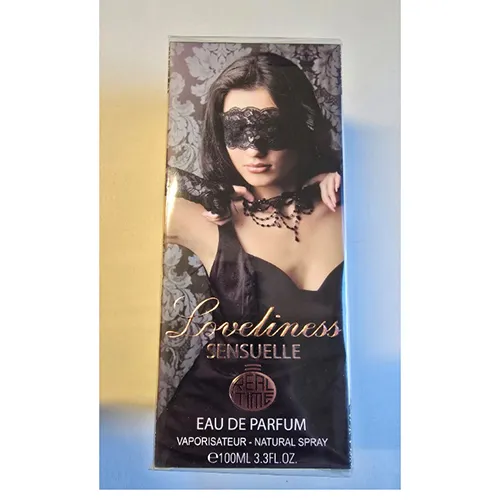 Loveliness
SENSUELLE
REAL
TIME
EAU DE PARFUM
VAPORISATEUR - NATURAL SPRAY
℮100ML 3.3FL.OZ.